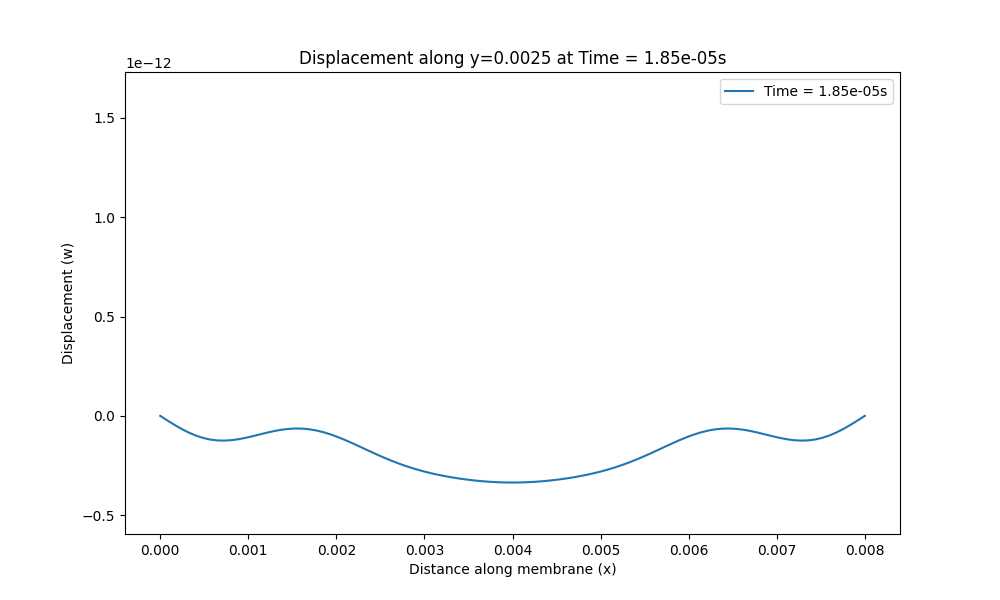 Displacement along y=0.0025 at Time = 1.85e-05s
1e−12
Time = 1.85e-05s
1.5
1.0
0.5
0.0
−0.5
Displacement (w)
0.000 0.001 0.002 0.003 0.004 0.005 0.006 0.007 0.008
Distance along membrane (x)